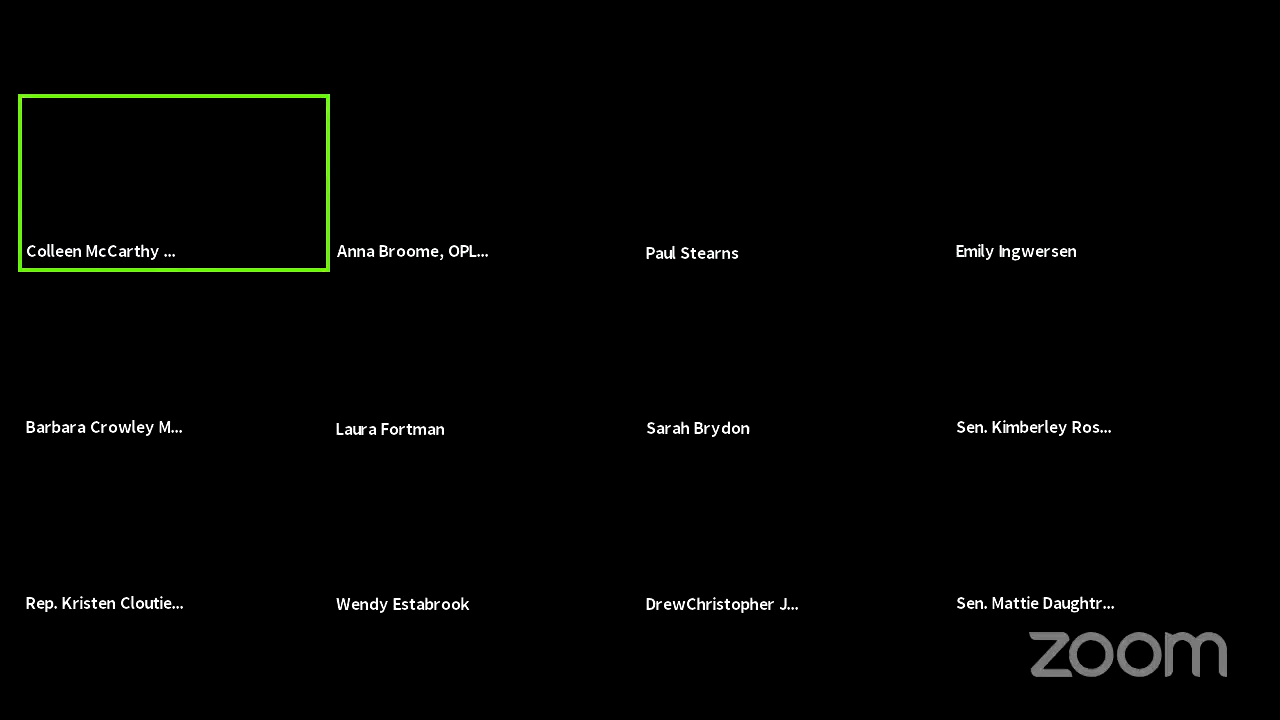 Colleen McCarthy ...
Anna Broome, OPL...
Paul Stearns
Emily Ingwersen
Barbara Crowley M...
Laura Fortman
Sarah Brydon
Sen. Kimberley Ros...
Rep. Kristen Cloutie...
Wendy Estabrook
DrewChristopher J...
Sen. Mattie Daughtr...
zoom